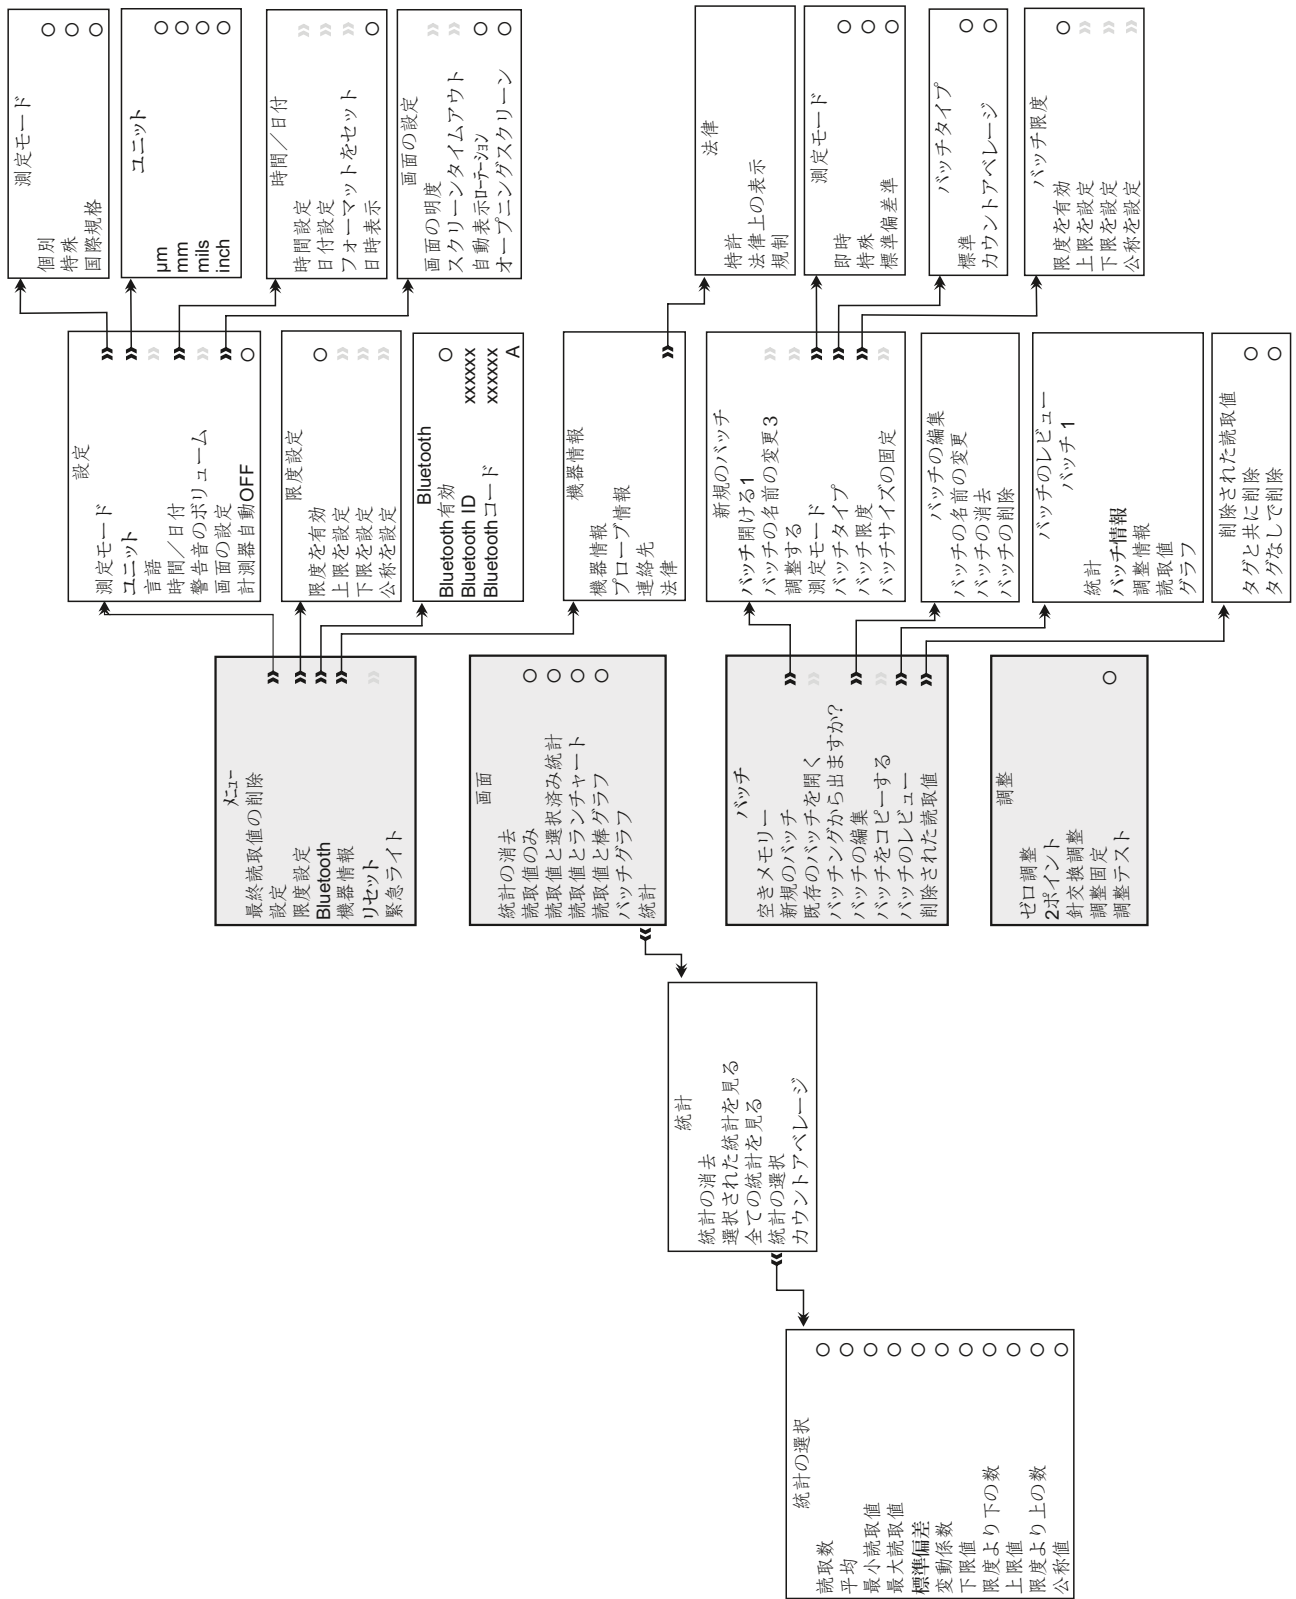 メニュー
最終読取値の削除
設定
限度設定
Bluetooth
機器情報
リセット
緊急ライト
設定
測定モード
ユニット
言語
時間／日付
警告音のボリューム
画面の設定
計測器自動OFF
測定モード
個別
特殊
国際規格
ユニット
µm
mm
mils
inch
時間／日付
時間設定
日付設定
フォーマットをセット
日時表示
画面の設定
画面の明度
スクリーンタイムアウト
自動表示ローテーション
オープニングスクリーン
限度設定
限度を有効
上限を設定
下限を設定
公称を設定
Bluetooth
Bluetooth有効
Bluetooth ID xxxxxx
Bluetoothコード xxxxxx
A
機器情報
機器情報
プローブ情報
連絡先
法律
法律
特許
法律上の表示
規制
画面
統計の消去
読取値のみ
読取値と選択済み統計
読取値とランチャート
読取値と棒グラフ
バッチグラフ
統計
統計
統計の消去
選択された統計を見る
全ての統計を見る
統計の選択
カウントアベレージ
統計の選択
読取数
平均
最小読取値
最大読取値
標準偏差
変動係数
下限値
限度より下の数
上限値
限度より上の数
公称値
バッチ
空きメモリー
新規のバッチ
既存のバッチを開く
バッチングから出ますか?
バッチの編集
バッチをコピーする
バッチのレビュー
削除された読取値
新規のバッチ
バッチ開ける1
バッチの名前の変更3
調整する
測定モード
バッチタイプ
バッチ限度
バッチサイズの固定
測定モード
即時
特殊
標準偏差準
バッチタイプ
標準
カウントアベレージ
バッチ限度
限度を有効
上限を設定
下限を設定
公称を設定
バッチの編集
バッチの名前の変更
バッチの消去
バッチの削除
バッチのレビュー
バッチ 1
統計
バッチ情報
調整情報
読取値
グラフ
削除された読取値
タグと共に削除
タグなしで削除
調整
ゼロ調整
2ポイント
針交換調整
調整固定
調整テスト